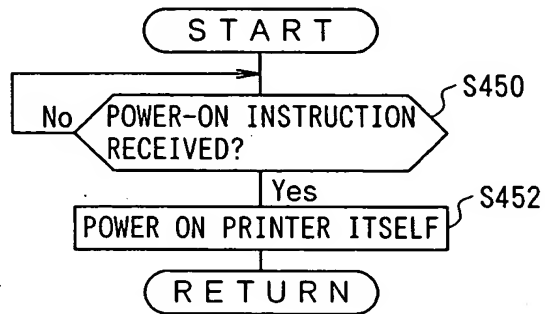 START
S450
No
POWER-ON INSTRUCTION
RECEIVED?
Yes
S452
POWER ON PRINTER ITSELF
RETURN